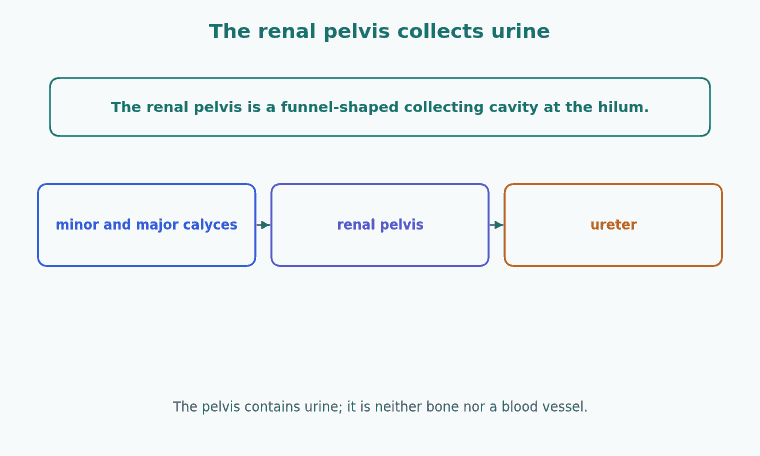 The renal pelvis collects urine
The renal pelvis is a funnel-shaped collecting cavity at the hilum.
minor and major calyces
renal pelvis
ureter
The pelvis contains urine; it is neither bone nor a blood vessel.